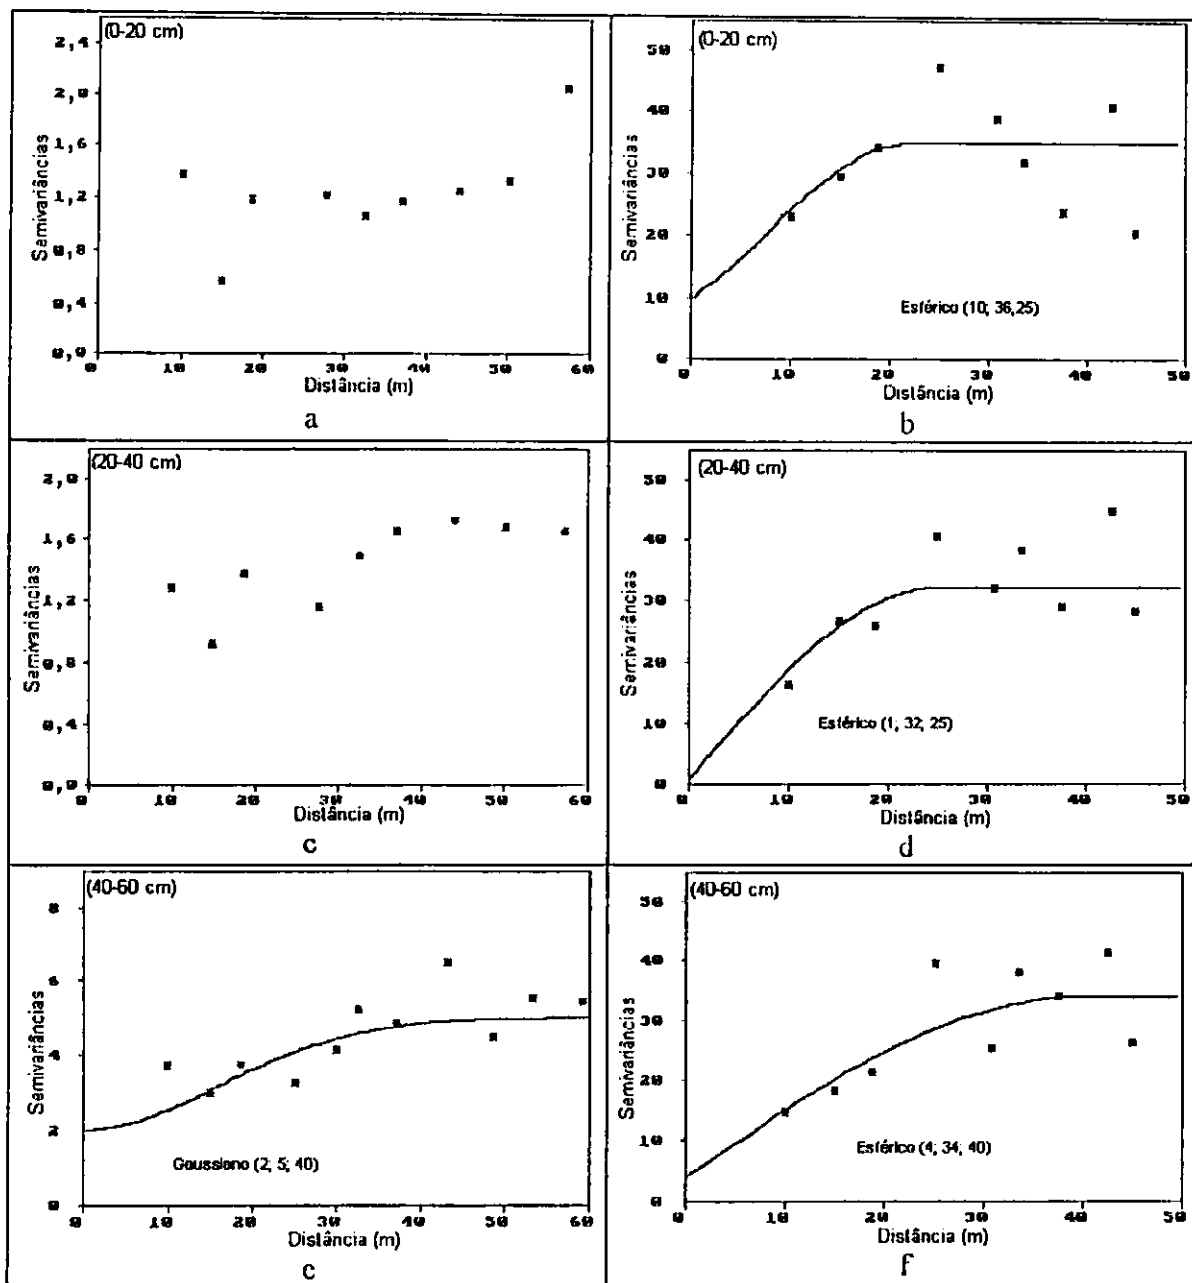 (0-20 cm)
2,4
2,0
1,6
1,2
0,8
0,4
0,0
Semivariâncias
0 10 20 30 40 50 60
Distância (m)
a
(0-20 cm)
50
40
30
20
10
0
Semivariâncias
Esférico (10; 36,25)
0 10 20 30 40 50
Distância (m)
b
(20-40 cm)
2,0
1,6
1,2
0,8
0,4
0,0
Semivariâncias
0 10 20 30 40 50 60
Distância (m)
c
(20-40 cm)
50
40
30
20
10
0
Semivariâncias
Esférico (1; 32; 25)
0 10 20 30 40 50
Distância (m)
d
(40-60 cm)
8
6
4
2
0
Semivariâncias
Gaussiano (2; 5; 40)
0 10 20 30 40 50 60
Distância (m)
e
(40-60 cm)
50
40
30
20
10
0
Semivariâncias
Esférico (4; 34; 40)
0 10 20 30 40 50
Distância (m)
f